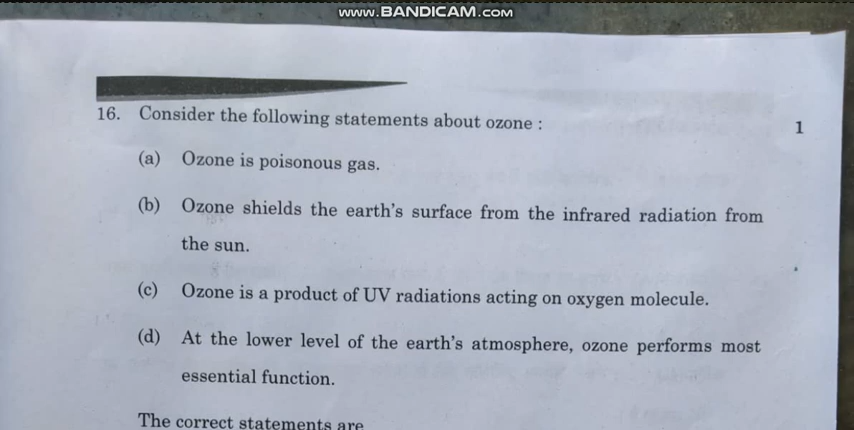 www.BANDICAM.com
16. Consider the following statements about ozone : 1
(a) Ozone is poisonous gas.
(b) Ozone shields the earth's surface from the infrared radiation from
the sun.
(c) Ozone is a product of UV radiations acting on oxygen molecule.
(d) At the lower level of the earth's atmosphere, ozone performs most
essential function.
The correct statements are